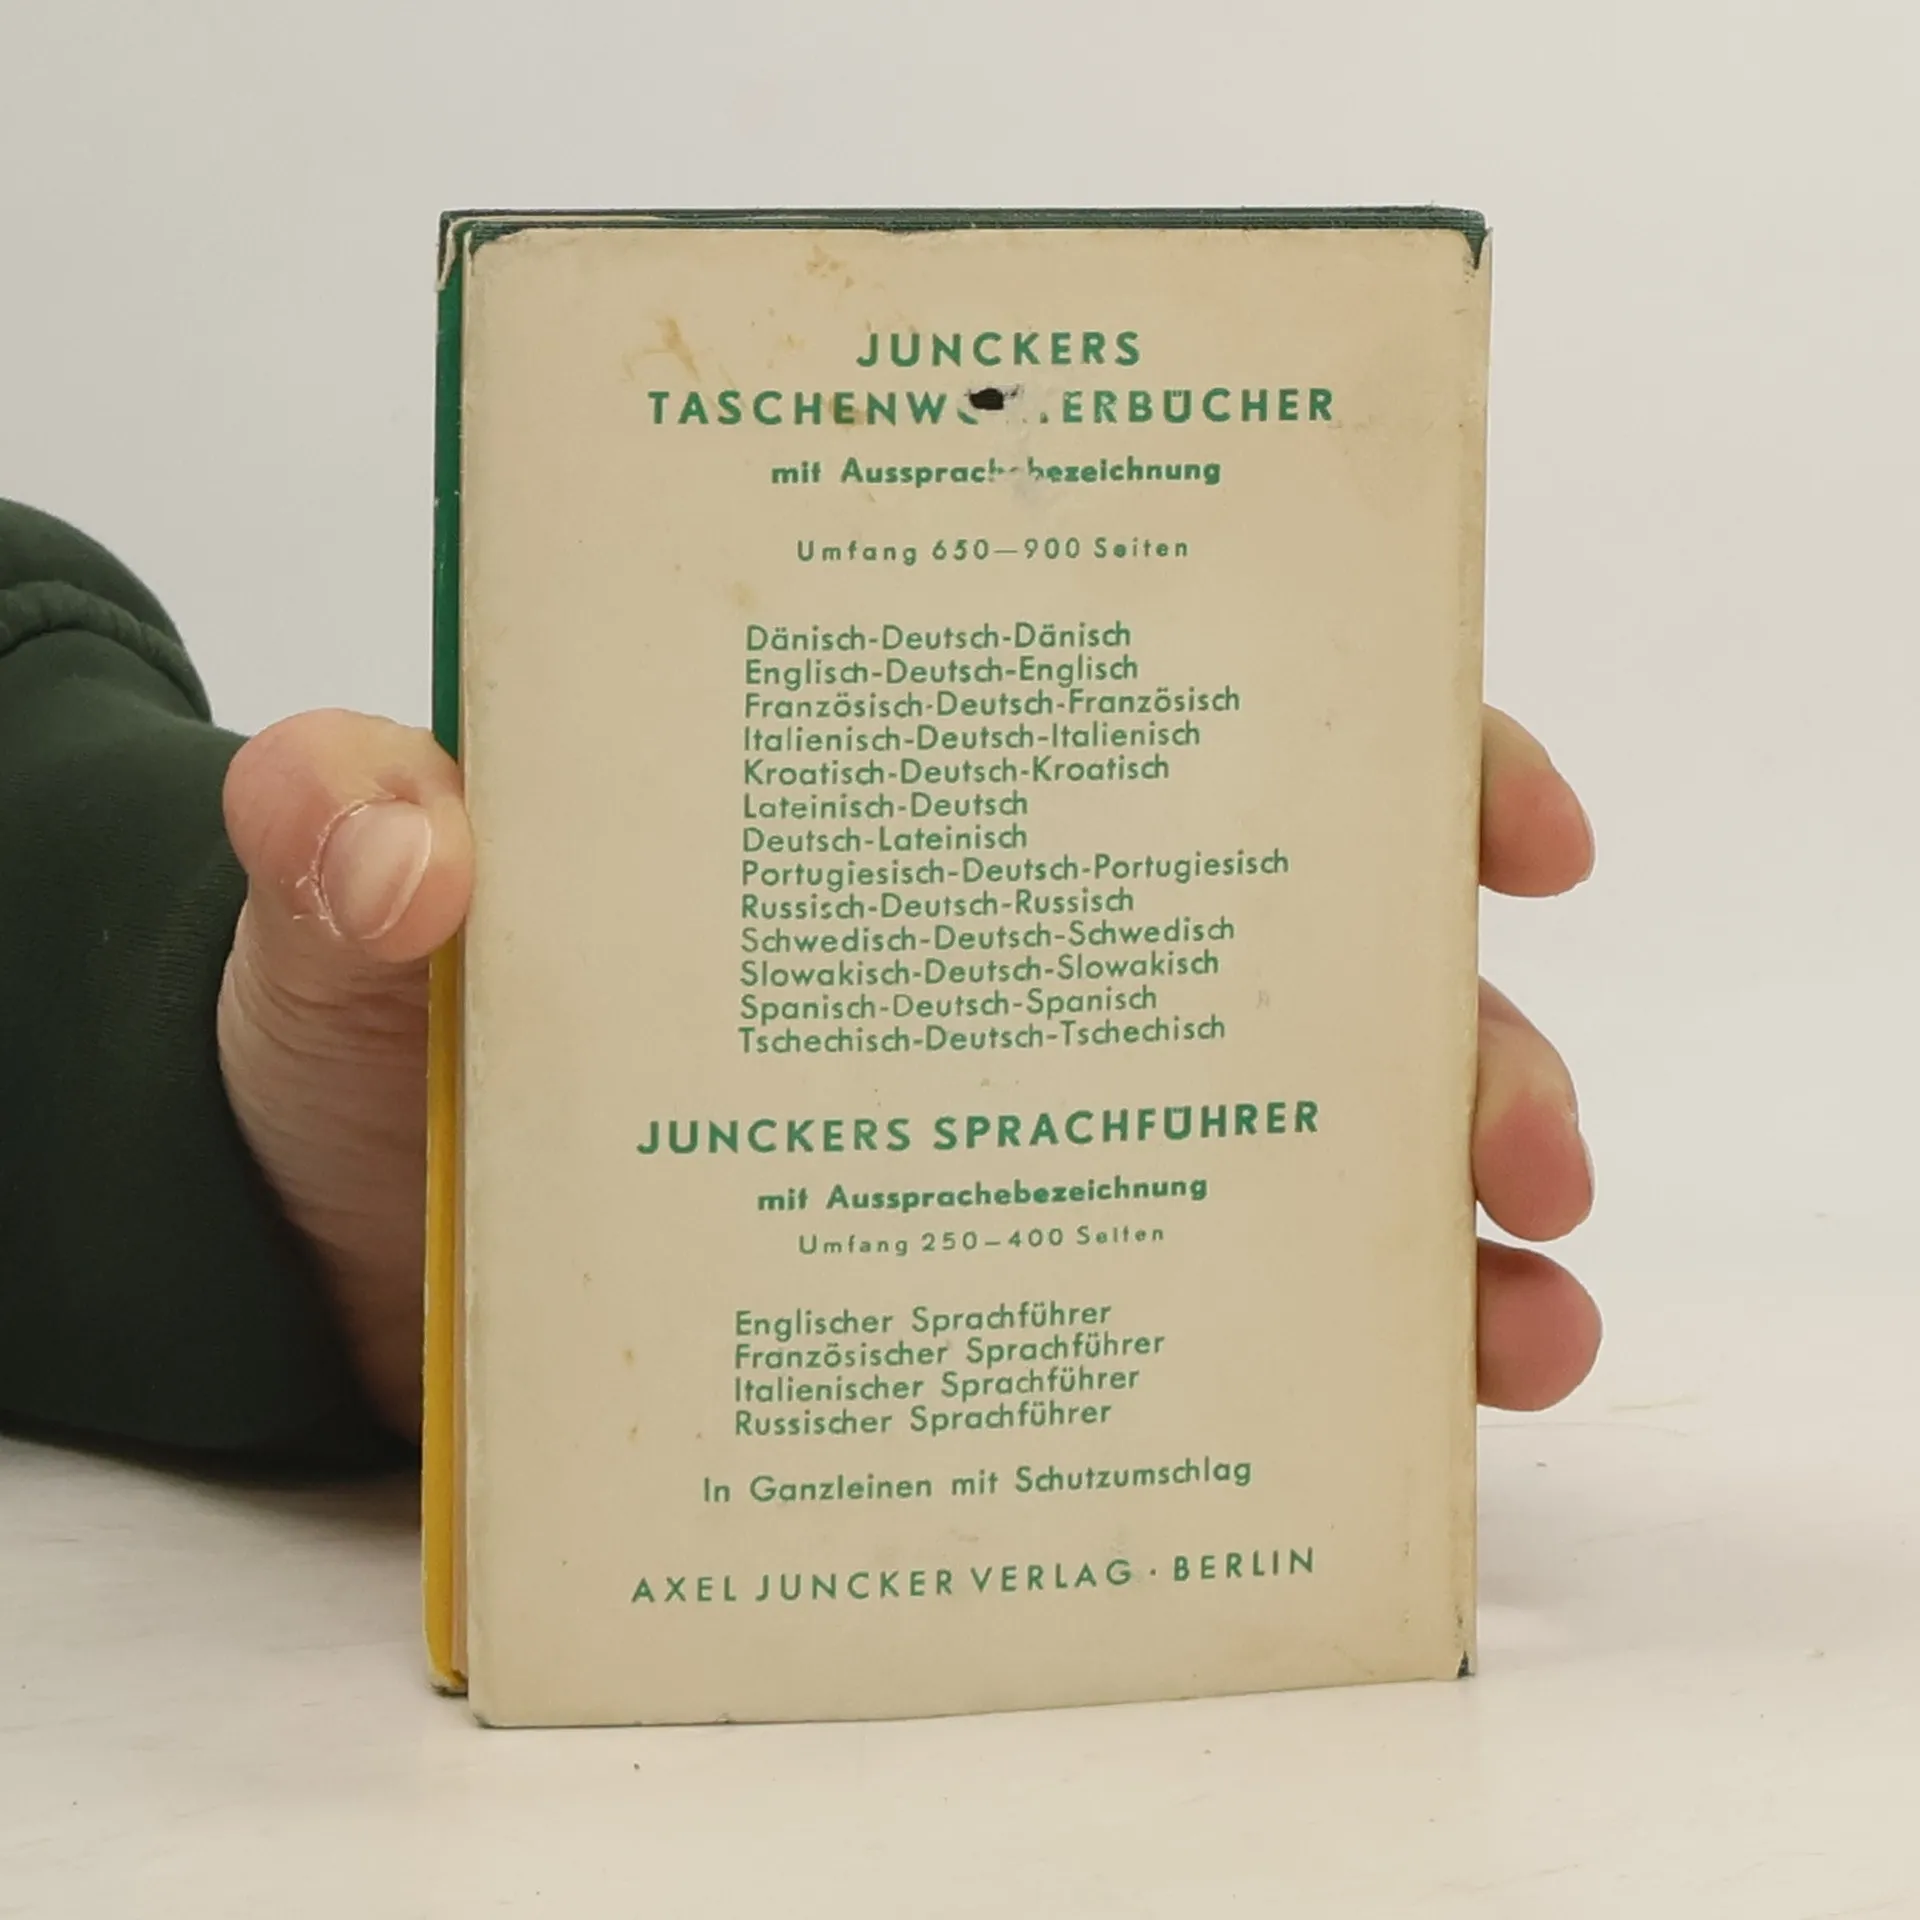 JUNCKERS
TASCHENWÖRTERBÜCHER
mit Aussprachebezeichnung
Umfang 650—900 Seiten
Dänisch-Deutsch-Dänisch
Englisch-Deutsch-Englisch
Französisch-Deutsch-Französisch
Italienisch-Deutsch-Italienisch
Kroatisch-Deutsch-Kroatisch
Lateinisch-Deutsch
Deutsch-Lateinisch
Portugiesisch-Deutsch-Portugiesisch
Russisch-Deutsch-Russisch
Schwedisch-Deutsch-Schwedisch
Slowakisch-Deutsch-Slowakisch
Spanisch-Deutsch-Spanisch
Tschechisch-Deutsch-Tschechisch
JUNCKERS SPRACHFÜHRER
mit Aussprachebezeichnung
Umfang 250—400 Seiten
Englischer Sprachführer
Französischer Sprachführer
Italienischer Sprachführer
Russischer Sprachführer
In Ganzleinen mit Schutzumschlag
AXEL JUNCKER VERLAG · BERLIN